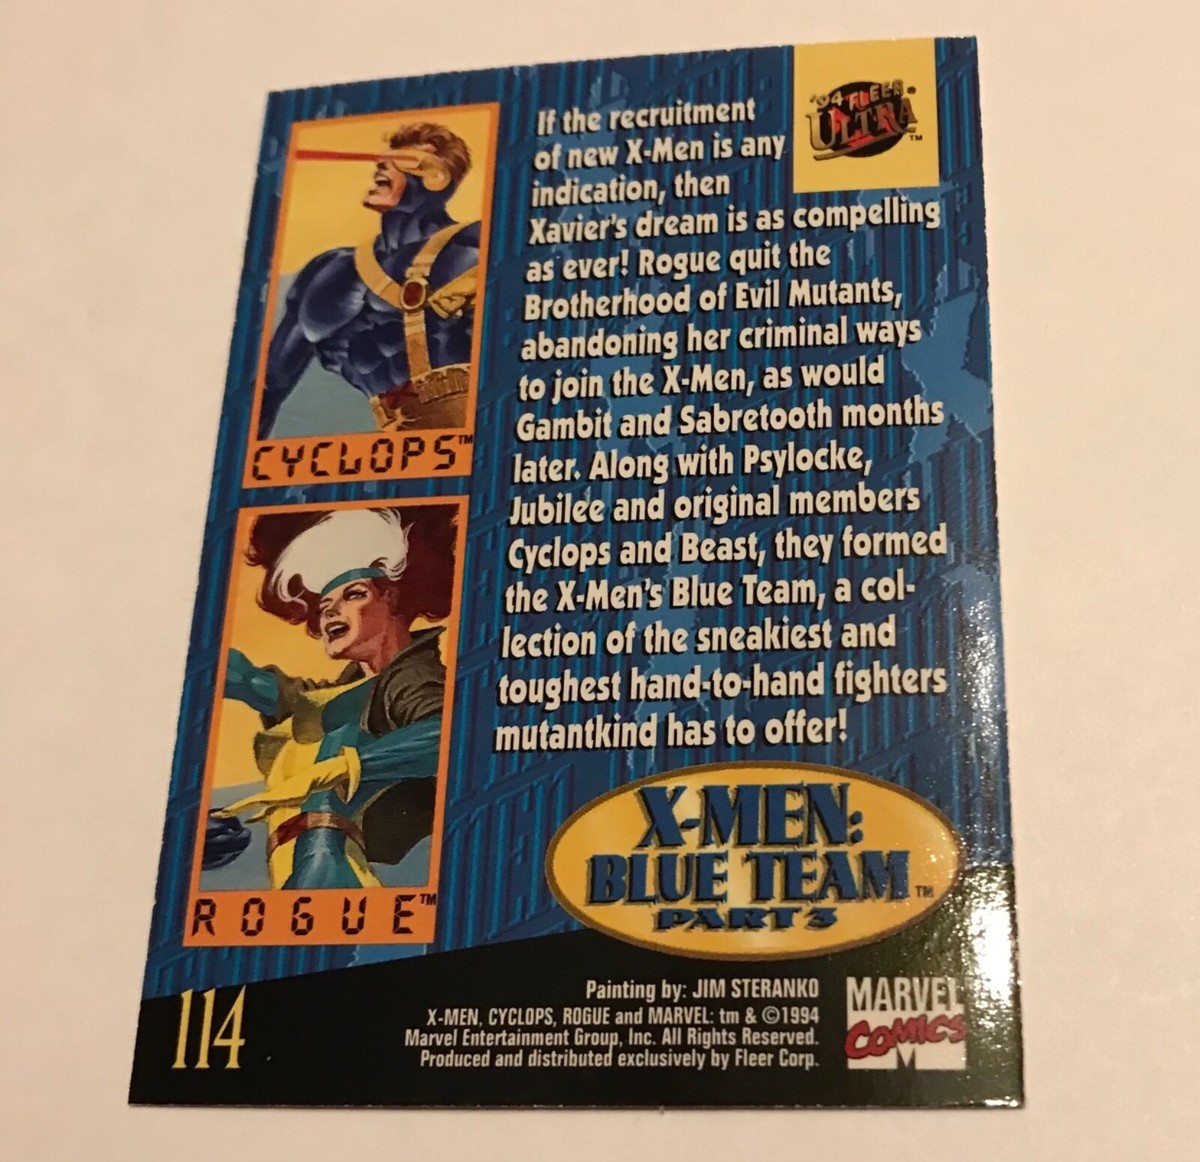 '94 FLEER®
ULTRA™
If the recruitment
of new X-Men is any
indication, then
Xavier's dream is as compelling
as ever! Rogue quit the
Brotherhood of Evil Mutants,
abandoning her criminal ways
to join the X-Men, as would
Gambit and Sabretooth months
later. Along with Psylocke,
Jubilee and original members
Cyclops and Beast, they formed
the X-Men's Blue Team, a col-
lection of the sneakiest and
toughest hand-to-hand fighters
mutantkind has to offer!
CYCLOPS™
ROGUE™
X-MEN:
BLUE TEAM™
PART 3
114
Painting by: JIM STERANKO
X-MEN, CYCLOPS, ROGUE and MARVEL: tm & ©1994
Marvel Entertainment Group, Inc. All Rights Reserved.
Produced and distributed exclusively by Fleer Corp.
MARVEL
COMICS
M